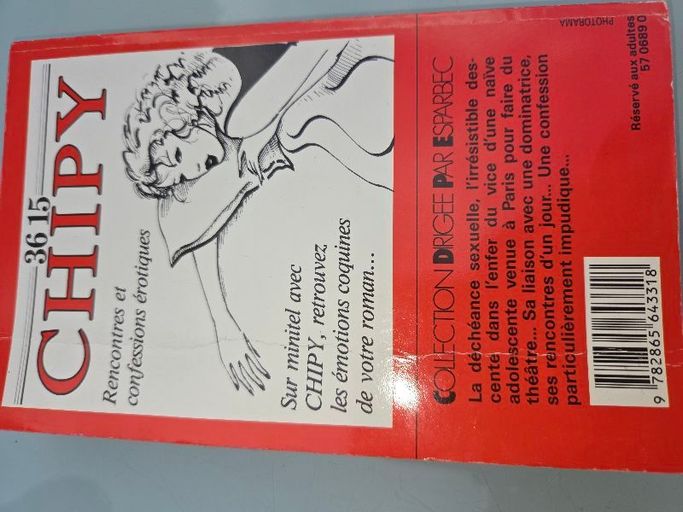 36 15
CHIPY
Rencontres et
confessions érotiques
Sur minitel avec
CHIPY, retrouvez
les émotions coquines
de votre roman...
COLLECTION DIRIGÉE PAR ESPARBEC
La déchéance sexuelle, l'irrésistible des-
cente dans l'enfer du vice d'une naïve
adolescente venue à Paris pour faire du
théâtre... Sa liaison avec une dominatrice,
ses rencontres d'un jour... Une confession
particulièrement impudique...
9 782865 643318
PHOTORAMA
Réservé aux adultes
57 0689 0